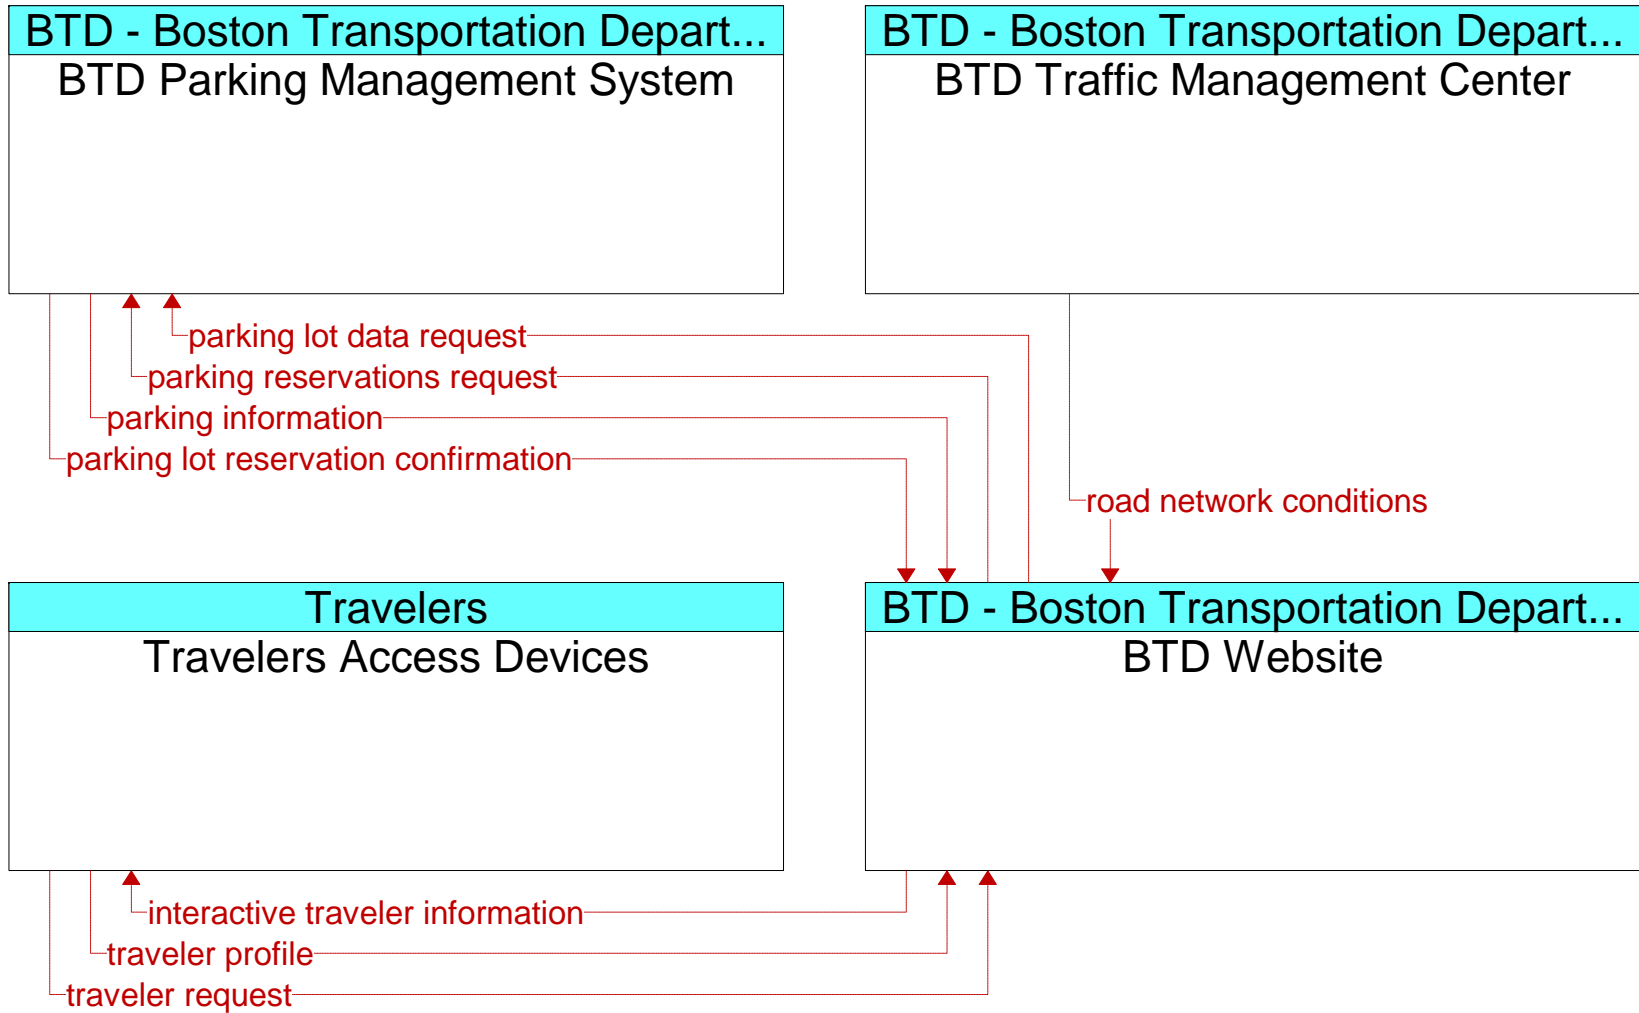 BTD - Boston Transportation Depart...
BTD Parking Management System
BTD - Boston Transportation Depart...
BTD Traffic Management Center
parking lot data request
parking reservations request
parking information
parking lot reservation confirmation
road network conditions
Travelers
Travelers Access Devices
BTD - Boston Transportation Depart...
BTD Website
interactive traveler information
traveler profile
traveler request